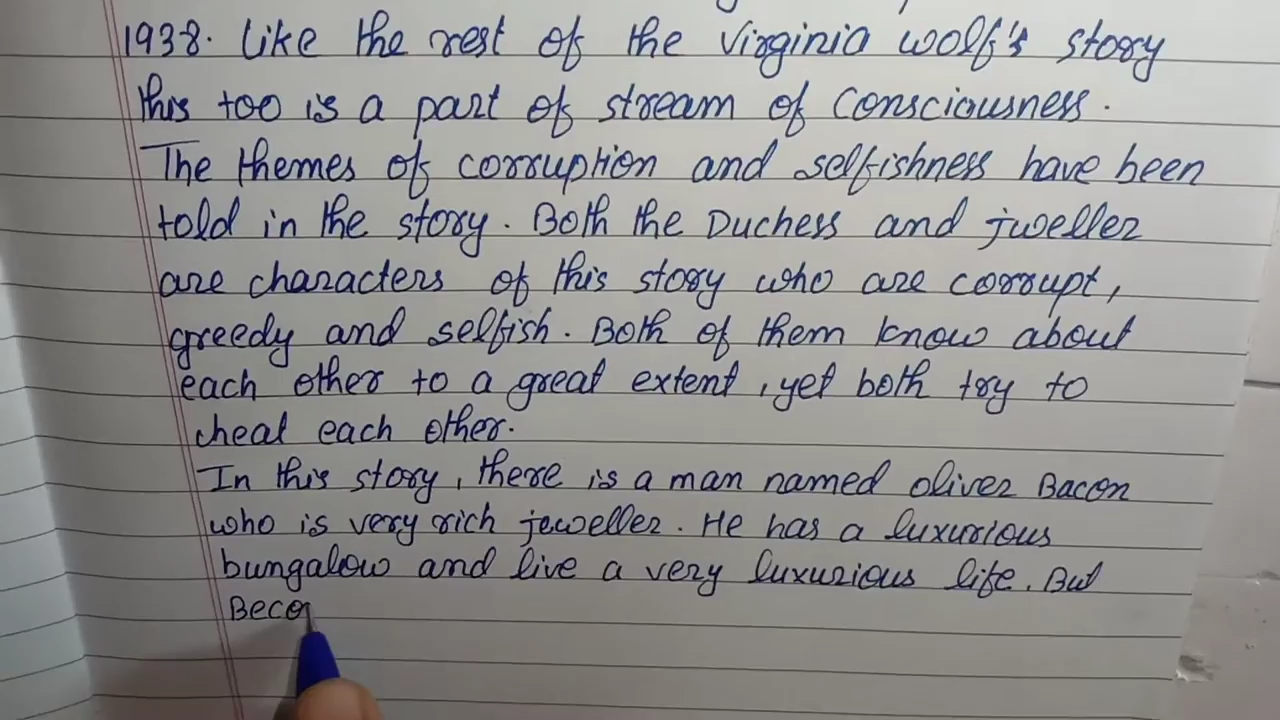 1938. Like the rest of the Virginia wolf's story
this too is a part of stream of consciousness.
The themes of corruption and selfishness have been
told in the story. Both the Duchess and jweller
are characters of this story who are corrupt,
greedy and selfish. Both of them know about
each other to a great extent, yet both try to
cheat each other.
In this story, there is a man named oliver Bacon
who is very rich jeweller. He has a luxurious
bungalow and live a very luxurious life. But
Beco